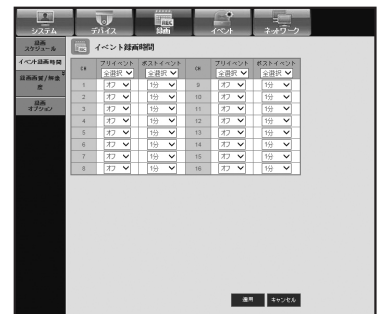 システム デバイス 録画 イベント ネットワーク
REC
録画
スケジュール
イベント録画時間
録画画質/解像
度
録画
オプション
イベント録画時間
CH プリイベント ポストイベント CH プリイベント ポストイベント
全選択 全選択 全選択 全選択
1 オフ 1分 9 オフ 1分
2 オフ 1分 10 オフ 1分
3 オフ 1分 11 オフ 1分
4 オフ 1分 12 オフ 1分
5 オフ 1分 13 オフ 1分
6 オフ 1分 14 オフ 1分
7 オフ 1分 15 オフ 1分
8 オフ 1分 16 オフ 1分
適用 キャンセル